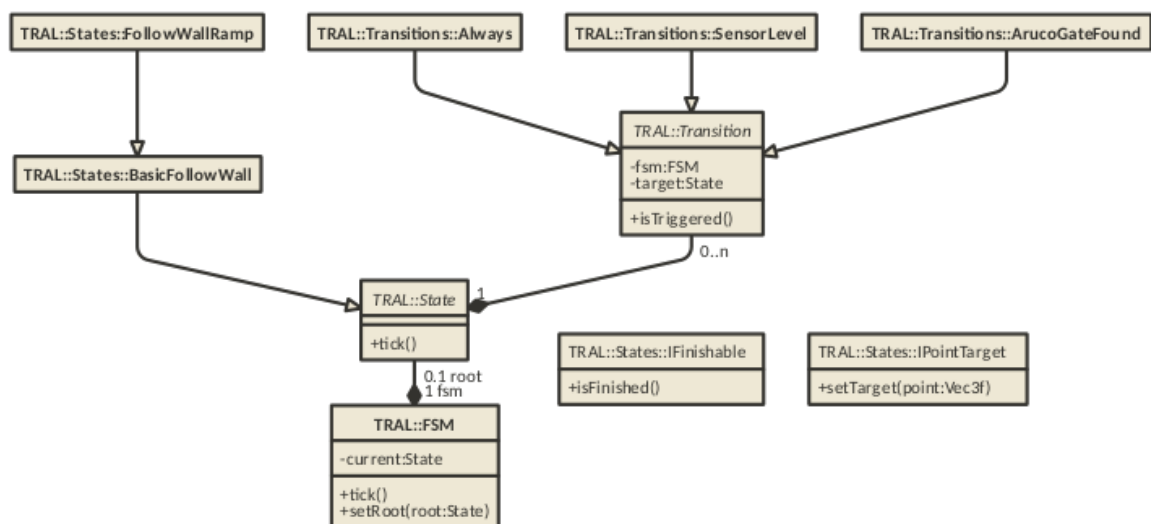 TRAL::States::FollowWallRamp
TRAL::Transitions::Always
TRAL::Transitions::SensorLevel
TRAL::Transitions::ArucoGateFound
TRAL::Transition
-fsm:FSM
-target:State
+isTriggered()
TRAL::States::BasicFollowWall
0..n
TRAL::State
1
+tick()
0.1 root
1 fsm
TRAL::States::IFinishable
+isFinished()
TRAL::States::IPointTarget
+setTarget(point:Vec3f)
TRAL::FSM
-current:State
+tick()
+setRoot(root:State)